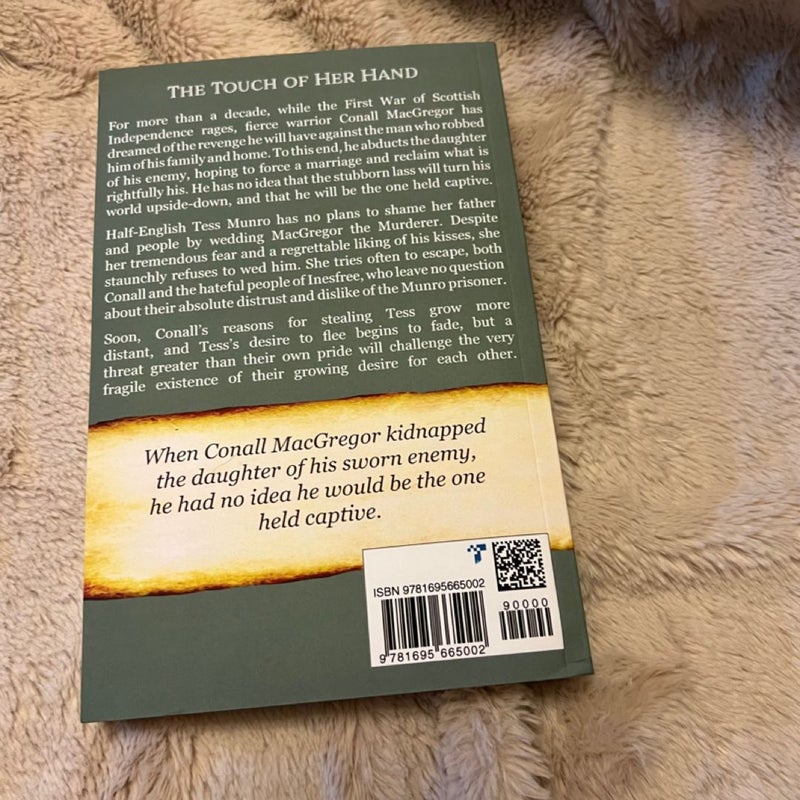 THE TOUCH OF HER HAND
For more than a decade, while the First War of Scottish
Independence rages, fierce warrior Conall MacGregor has
dreamed of the revenge he will have against the man who robbed
him of his family and home. To this end, he abducts the daughter
of his enemy, hoping to force a marriage and reclaim what is
rightfully his. He has no idea that the stubborn lass will turn his
world upside-down, and that he will be the one held captive.
Half-English Tess Munro has no plans to shame her father
and people by wedding MacGregor the Murderer. Despite
her tremendous fear and a regrettable liking of his kisses, she
staunchly refuses to wed him. She tries often to escape, both
Conall and the hateful people of Inesfree, who leave no question
about their absolute distrust and dislike of the Munro prisoner.
Soon, Conall's reasons for stealing Tess grow more
distant, and Tess's desire to flee begins to fade, but a
threat greater than their own pride will challenge the very
fragile existence of their growing desire for each other.
When Conall MacGregor kidnapped
the daughter of his sworn enemy,
he had no idea he would be the one
held captive.
ISBN 9781695665002
90000
9 781695 665002